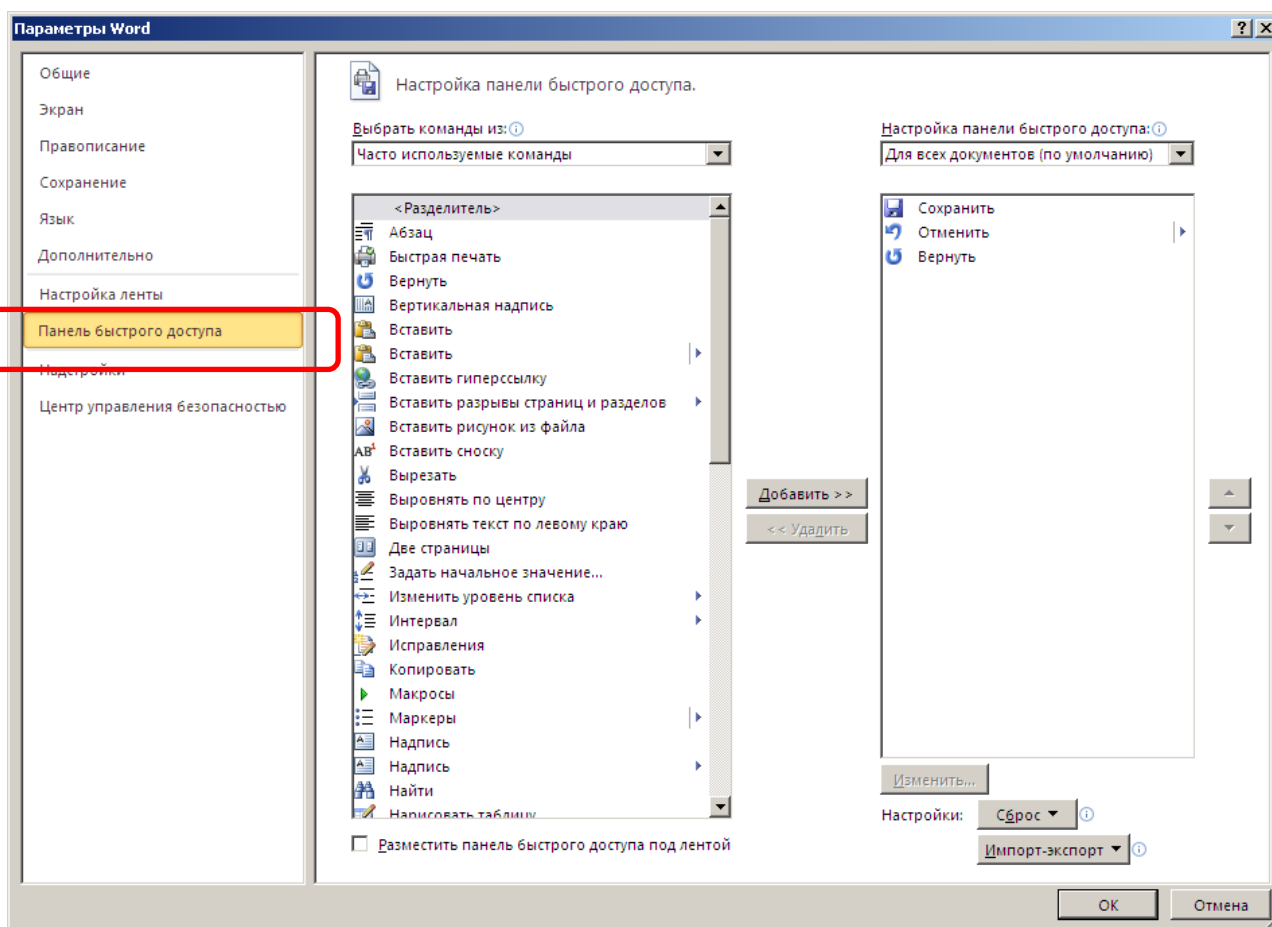 Параметры Word
Общие
Экран
Правописание
Сохранение
Язык
Дополнительно
Настройка ленты
Панель быстрого доступа
Надстройки
Центр управления безопасностью
Настройка панели быстрого доступа.
Выбрать команды из:
Часто используемые команды
<Разделитель>
Абзац
Быстрая печать
Вернуть
Вертикальная надпись
Вставить
Вставить
Вставить гиперссылку
Вставить разрывы страниц и разделов
Вставить рисунок из файла
AB1 Вставить сноску
Вырезать
Выровнять по центру
Выровнять текст по левому краю
Две страницы
Задать начальное значение...
Изменить уровень списка
Интервал
Исправления
Копировать
Макросы
Маркеры
Надпись
Надпись
Найти
Нарисовать таблицу
Разместить панель быстрого доступа под лентой
Добавить >>
<< Удалить
Настройка панели быстрого доступа:
Для всех документов (по умолчанию)
Сохранить
Отменить
Вернуть
Изменить...
Настройки: Сброс
Импорт-экспорт
ОК Отмена